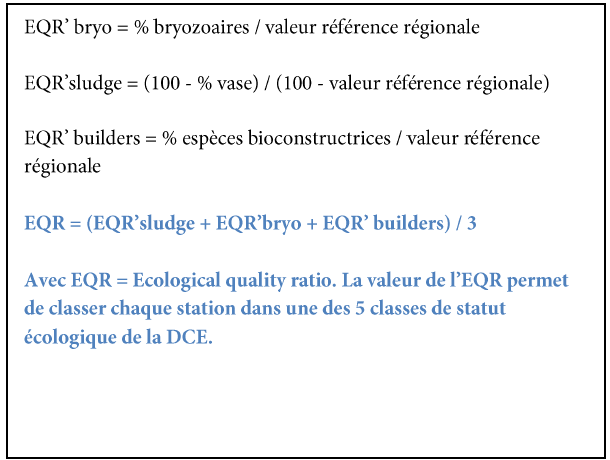 EQR’ bryo = % bryozoaires / valeur référence régionale
EQR’sludge = (100 - % vase) / (100 - valeur référence régionale)
EQR’ builders = % espèces bioconstructrices / valeur référence
régionale
EQR = (EQR’sludge + EQR’bryo + EQR’ builders) / 3
Avec EQR = Ecological quality ratio. La valeur de l’EQR permet
de classer chaque station dans une des 5 classes de statut
écologique de la DCE.